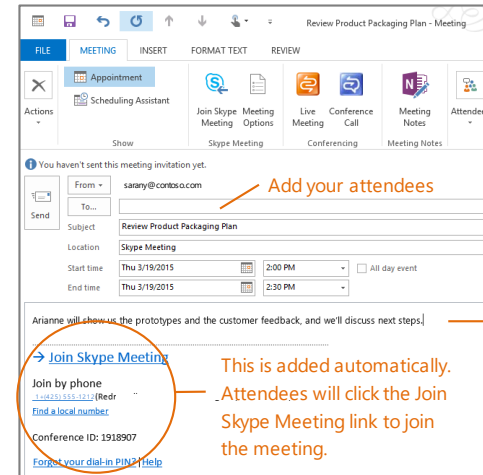 Review Product Packaging Plan - Meeting
FILE MEETING INSERT FORMAT TEXT REVIEW
Actions
Appointment
Scheduling Assistant
Show
Join Skype Meeting
Meeting Options
Skype Meeting
Live Meeting
Conference Call
Conferencing
Meeting Notes
Meeting Notes
Attendee
You haven't sent this meeting invitation yet.
Send
From sarany@contoso.com
Add your attendees
To...
Subject Review Product Packaging Plan
Location Skype Meeting
Start time Thu 3/19/2015 2:00 PM All day event
End time Thu 3/19/2015 2:30 PM
Arianne will show us the prototypes and the customer feedback, and we'll discuss next steps.
→ Join Skype Meeting
Join by phone
1+(425) 555-1212 (Redr
Find a local number
Conference ID: 1918907
Forgot your dial-in PIN? | Help
This is added automatically.
Attendees will click the Join
Skype Meeting link to join
the meeting.